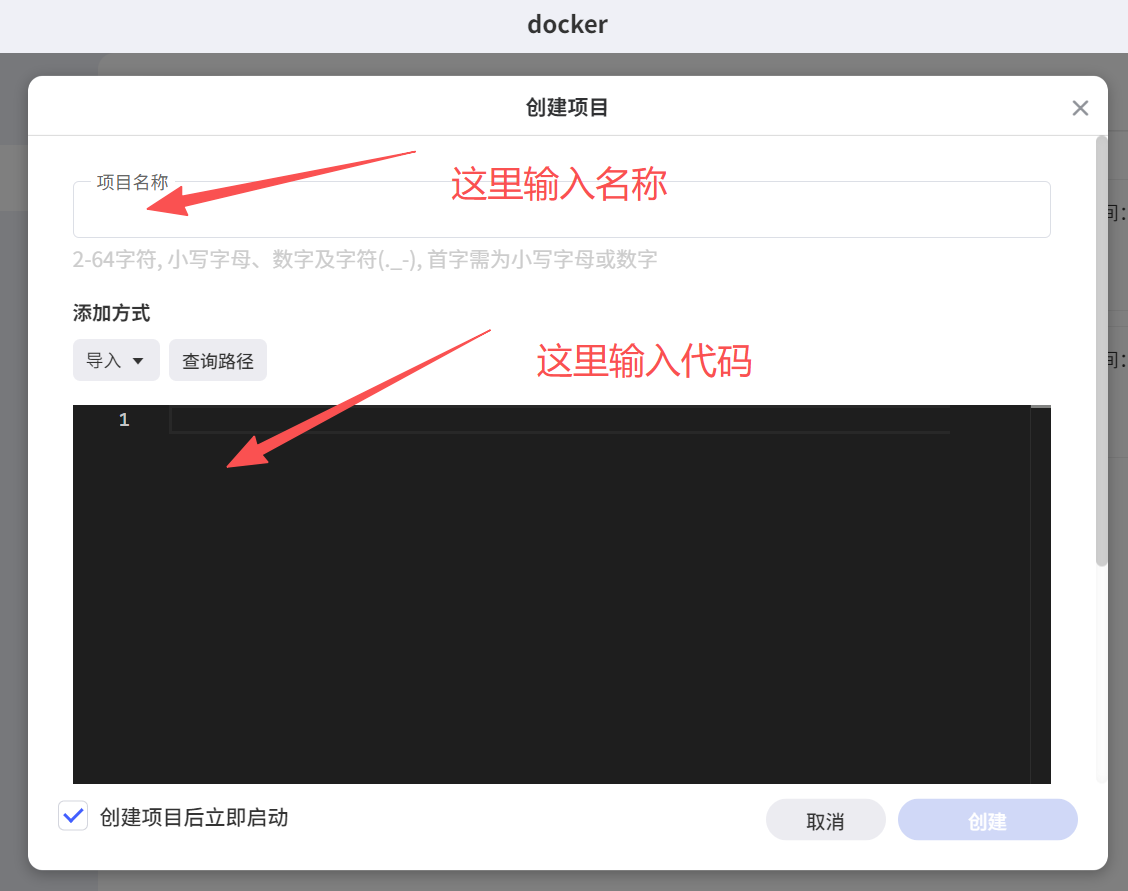 docker
创建项目
项目名称
这里输入名称
间:
2-64字符, 小写字母、数字及字符(._-), 首字需为小写字母或数字
添加方式
导入
查询路径
这里输入代码
间:
1
创建项目后立即启动
取消
创建